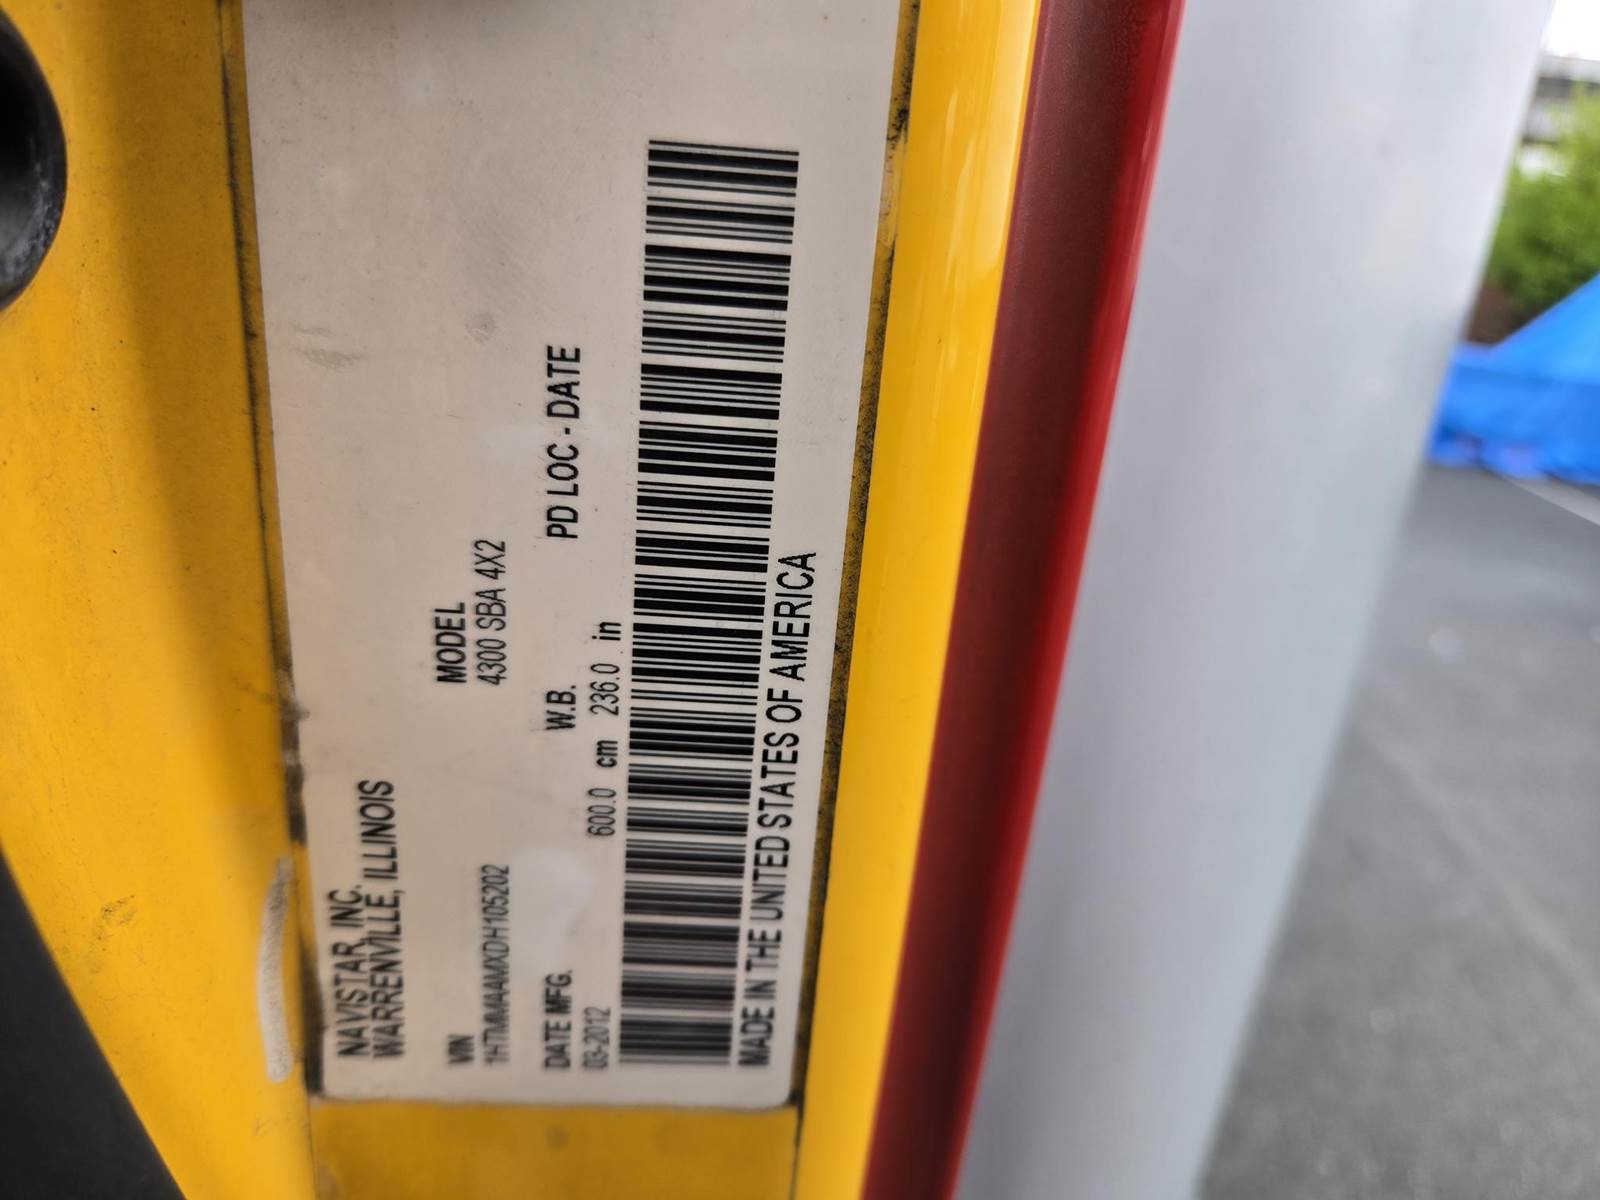 NAVISTAR, INC.
WARRENVILLE, ILLINOIS
VIN
1HTMMAAMXDH105202
MODEL
4300 SBA 4X2
DATE MFG.
03-2012
W.B.
600.0 cm 236.0 in
PD LOC - DATE
MADE IN THE UNITED STATES OF AMERICA